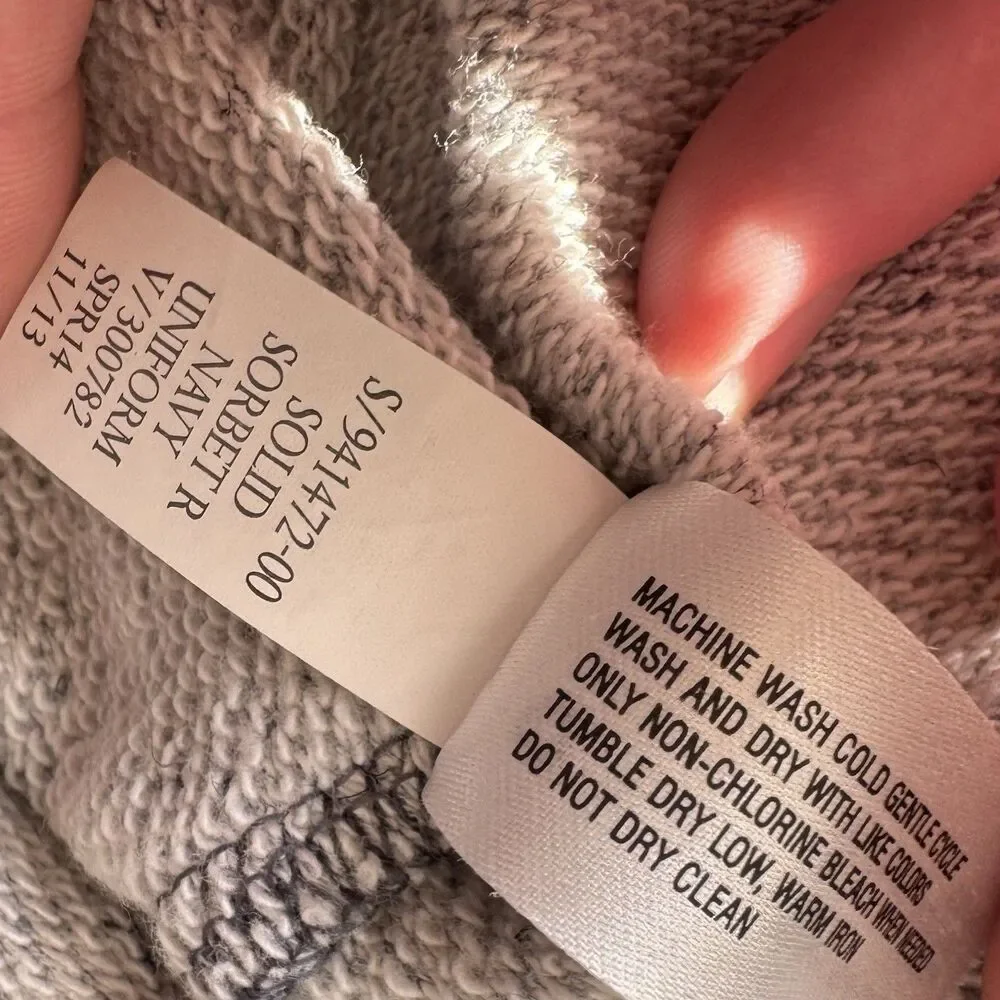 S/941472-00
SOLID
SORBET R
NAVY
UNIFORM
V/300782
SPR14
11/13
MACHINE WASH COLD GENTLE CYCLE
WASH AND DRY WITH LIKE COLORS
ONLY NON-CHLORINE BLEACH WHEN NEEDED
TUMBLE DRY LOW, WARM IRON
DO NOT DRY CLEAN